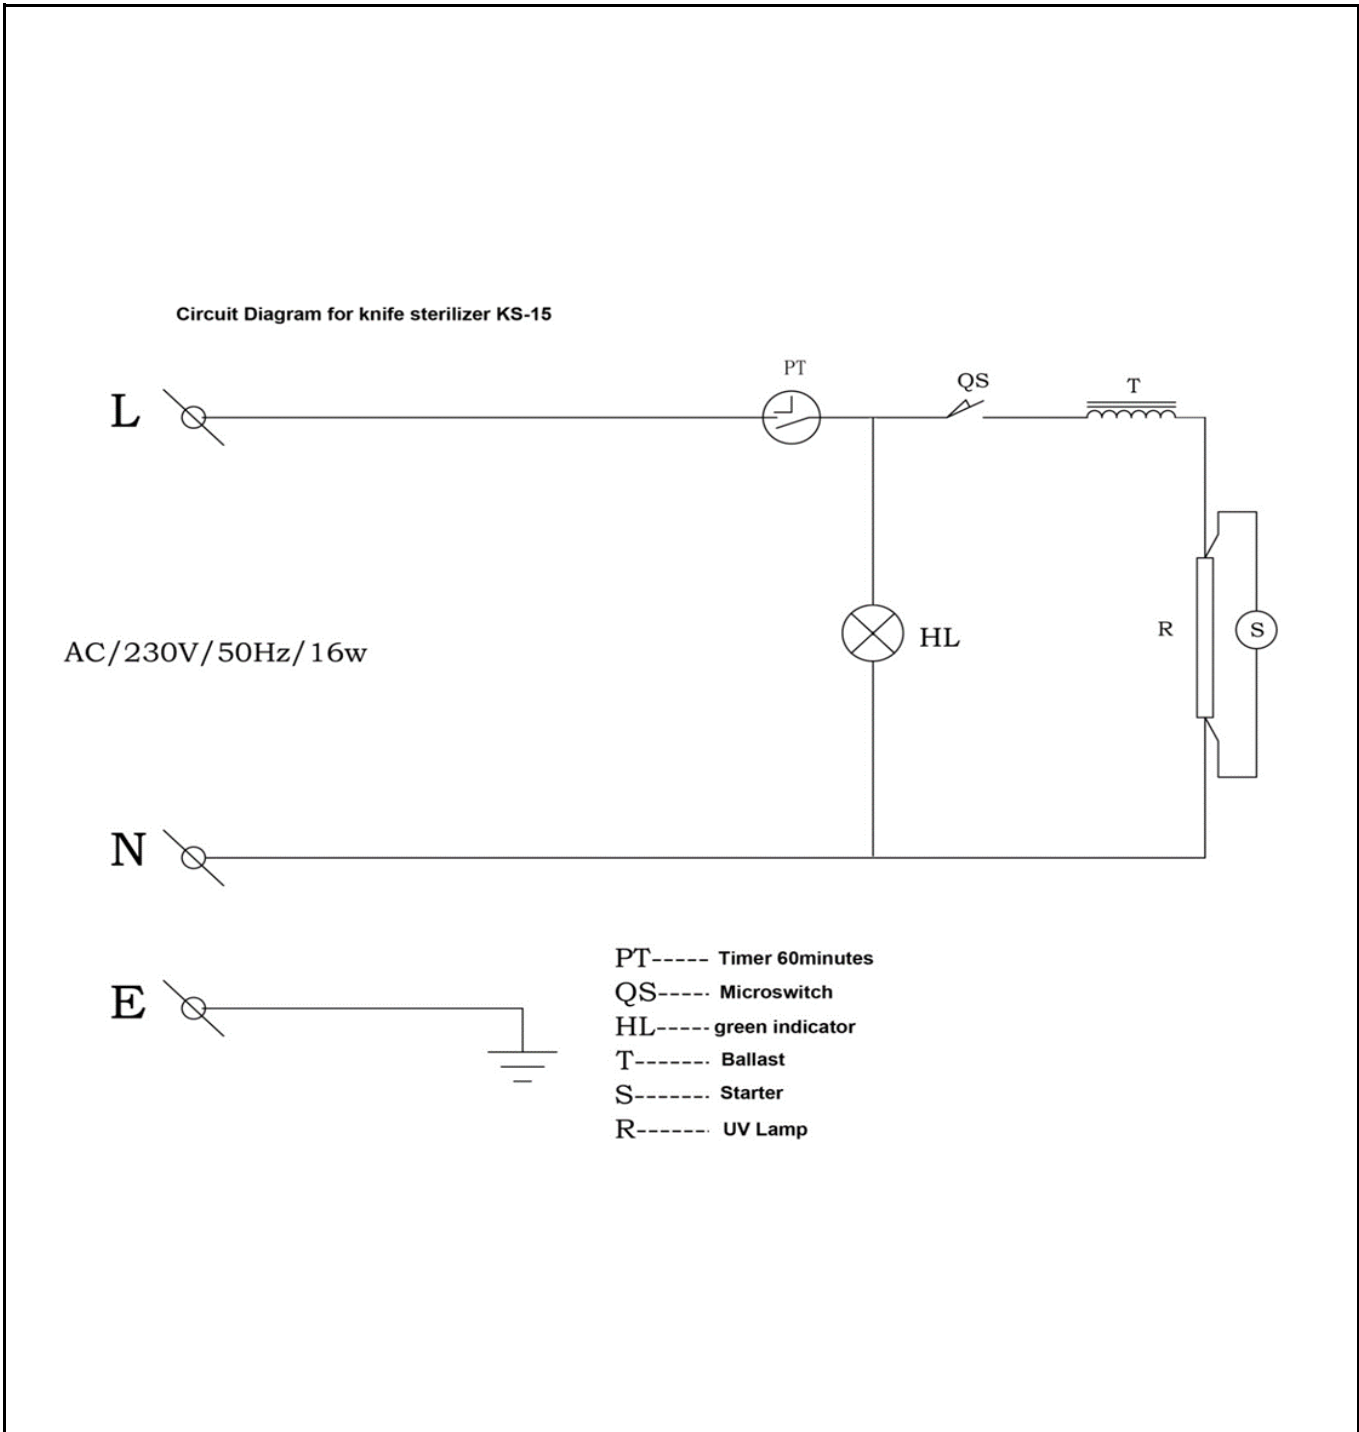 Circuit Diagram for knife sterilizer KS-15
PT
QS
T
L
R
S
HL
AC/230V/50Hz/16w
N
E
PT----- Timer 60minutes
QS----- Microswitch
HL----- green indicator
T------- Ballast
S------- Starter
R------- UV Lamp